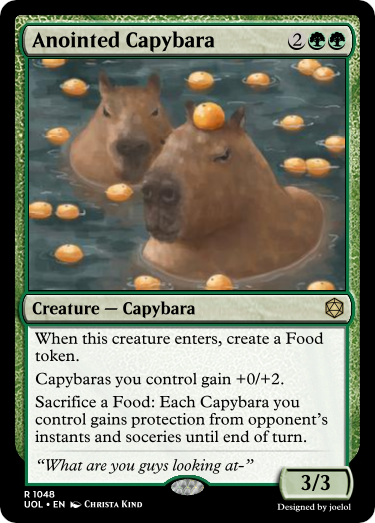 Anointed Capybara 2
Creature — Capybara
When this creature enters, create a Food
token.
Capybaras you control gain +0/+2.
Sacrifice a Food: Each Capybara you
control gains protection from opponent’s
instants and soceries until end of turn.
“What are you guys looking at-”
3/3
R 1048
UOL • EN Christa Kind
Designed by joelol